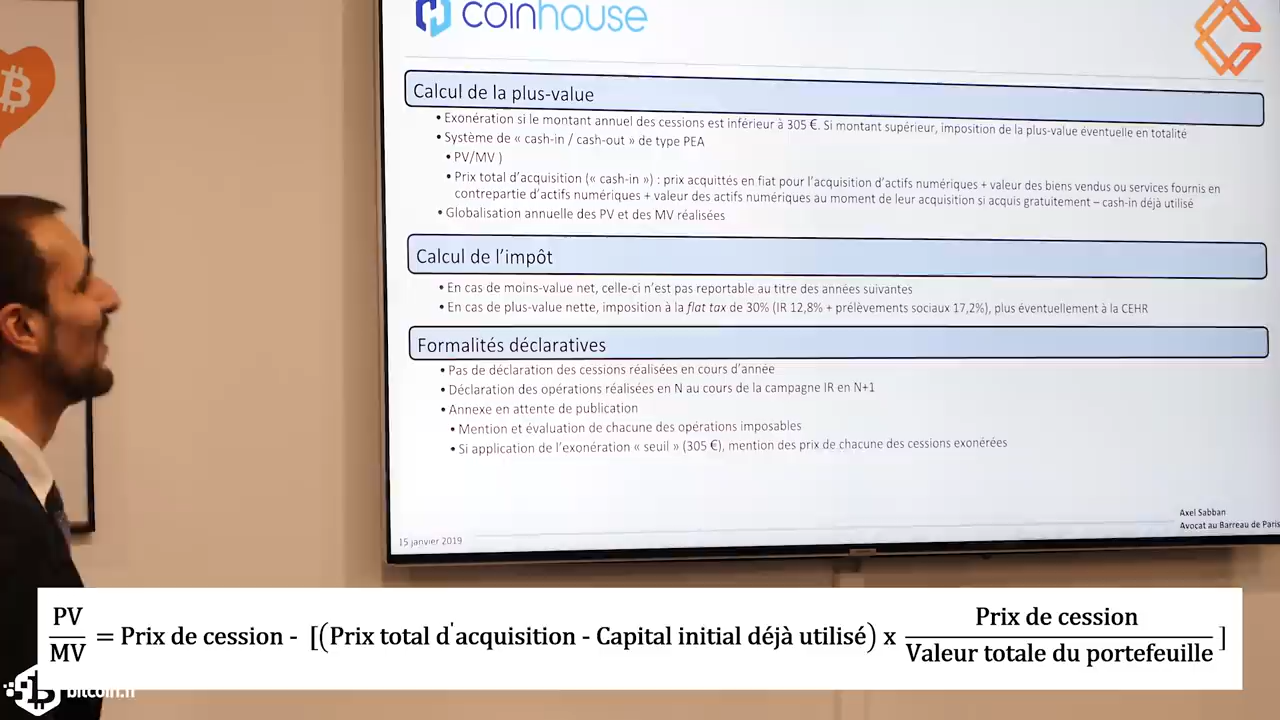 coinhouse
Calcul de la plus-value
• Exonération si le montant annuel des cessions est inférieur à 305 €. Si montant supérieur, imposition de la plus-value éventuelle en totalité
• Système de « cash-in / cash-out » de type PEA
• PV/MV )
• Prix total d'acquisition (« cash-in ») : prix acquittés en fiat pour l'acquisition d'actifs numériques + valeur des biens vendus ou services fournis en
contrepartie d'actifs numériques + valeur des actifs numériques au moment de leur acquisition si acquis gratuitement – cash-in déjà utilisé
• Globalisation annuelle des PV et des MV réalisées
Calcul de l'impôt
• En cas de moins-value net, celle-ci n'est pas reportable au titre des années suivantes
• En cas de plus-value nette, imposition à la flat tax de 30% (IR 12,8% + prélèvements sociaux 17,2%), plus éventuellement à la CEHR
Formalités déclaratives
• Pas de déclaration des cessions réalisées en cours d'année
• Déclaration des opérations réalisées en N au cours de la campagne IR en N+1
• Annexe en attente de publication
• Mention et évaluation de chacune des opérations imposables
• Si application de l'exonération « seuil » (305 €), mention des prix de chacune des cessions exonérées
Axel Sabban
Avocat au Barreau de Paris
15 janvier 2019
PV/MV = Prix de cession - [(Prix total d'acquisition - Capital initial déjà utilisé) x Prix de cession/Valeur totale du portefeuille]
bitcoin.fr